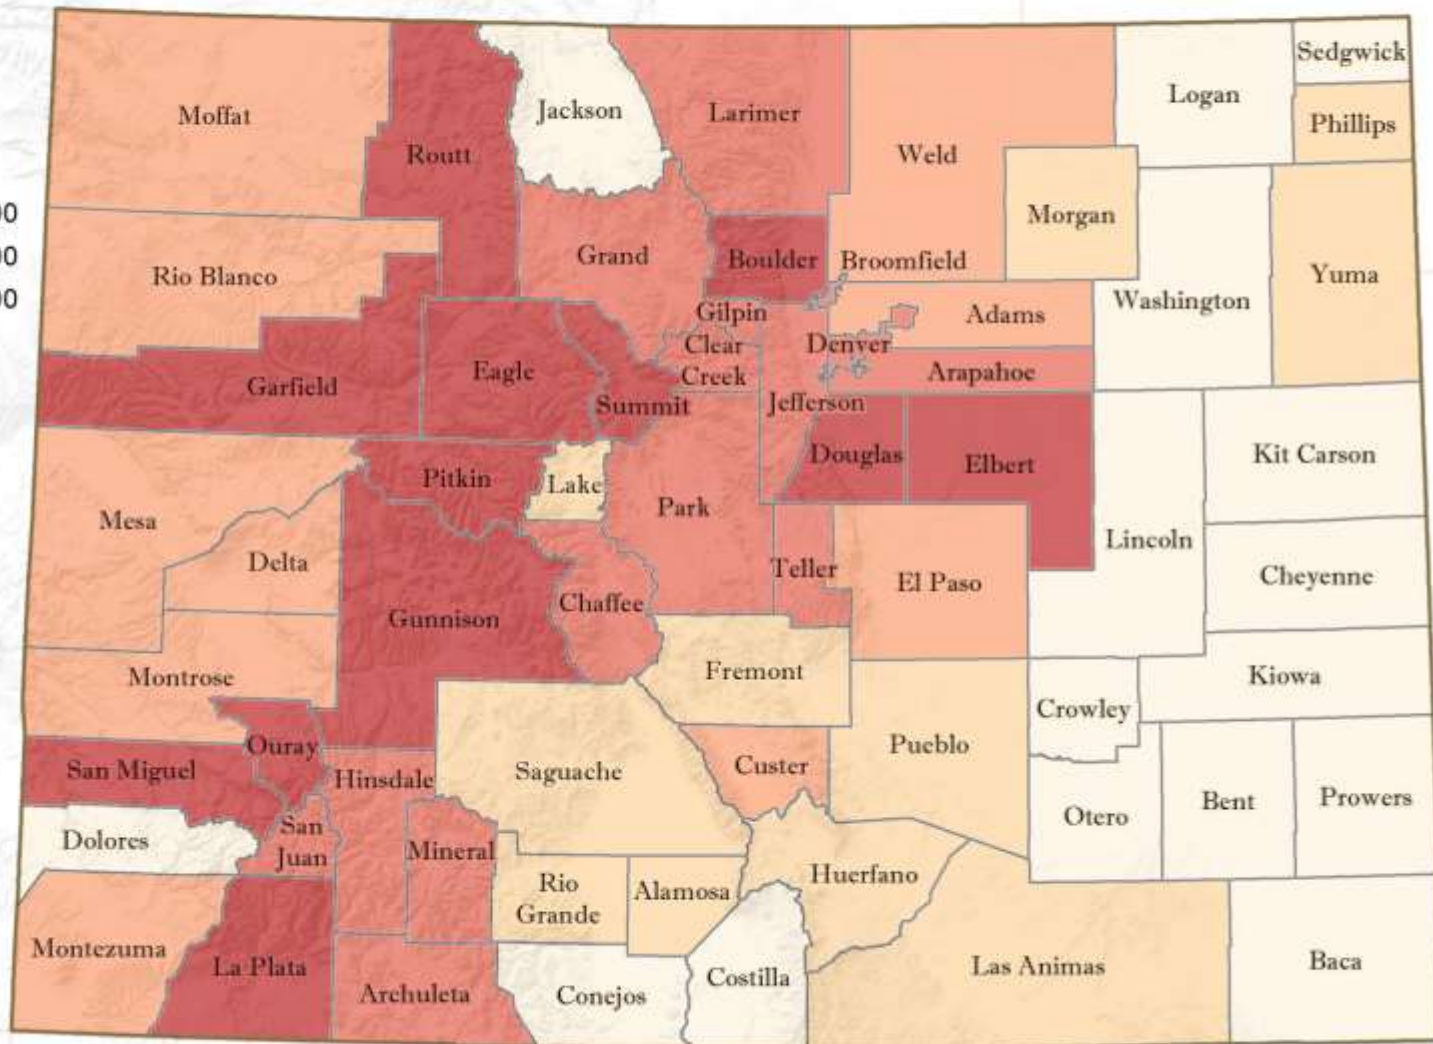 Sedgwick
Logan
Jackson
Larimer
Moffat
Phillips
Routt
Weld
00
Morgan
00
Grand
Boulder
Broomfield
Rio Blanco
Yuma
00
Washington
Gilpin
Adams
Clear
Creek
Denver
Eagle
Arapahoe
Garfield
Summit
Jefferson
Douglas
Elbert
Kit Carson
Pitkin
Lake
Park
Mesa
Lincoln
Delta
Teller
El Paso
Cheyenne
Chaffee
Gunnison
Fremont
Montrose
Kiowa
Crowley
Ouray
Pueblo
San Miguel
Hinsdale
Saguache
Custer
Otero
Bent
Prowers
Dolores
San
Juan
Mineral
Rio
Grande
Alamosa
Huerfano
Montezuma
La Plata
Las Animas
Baca
Archuleta
Conejos
Costilla